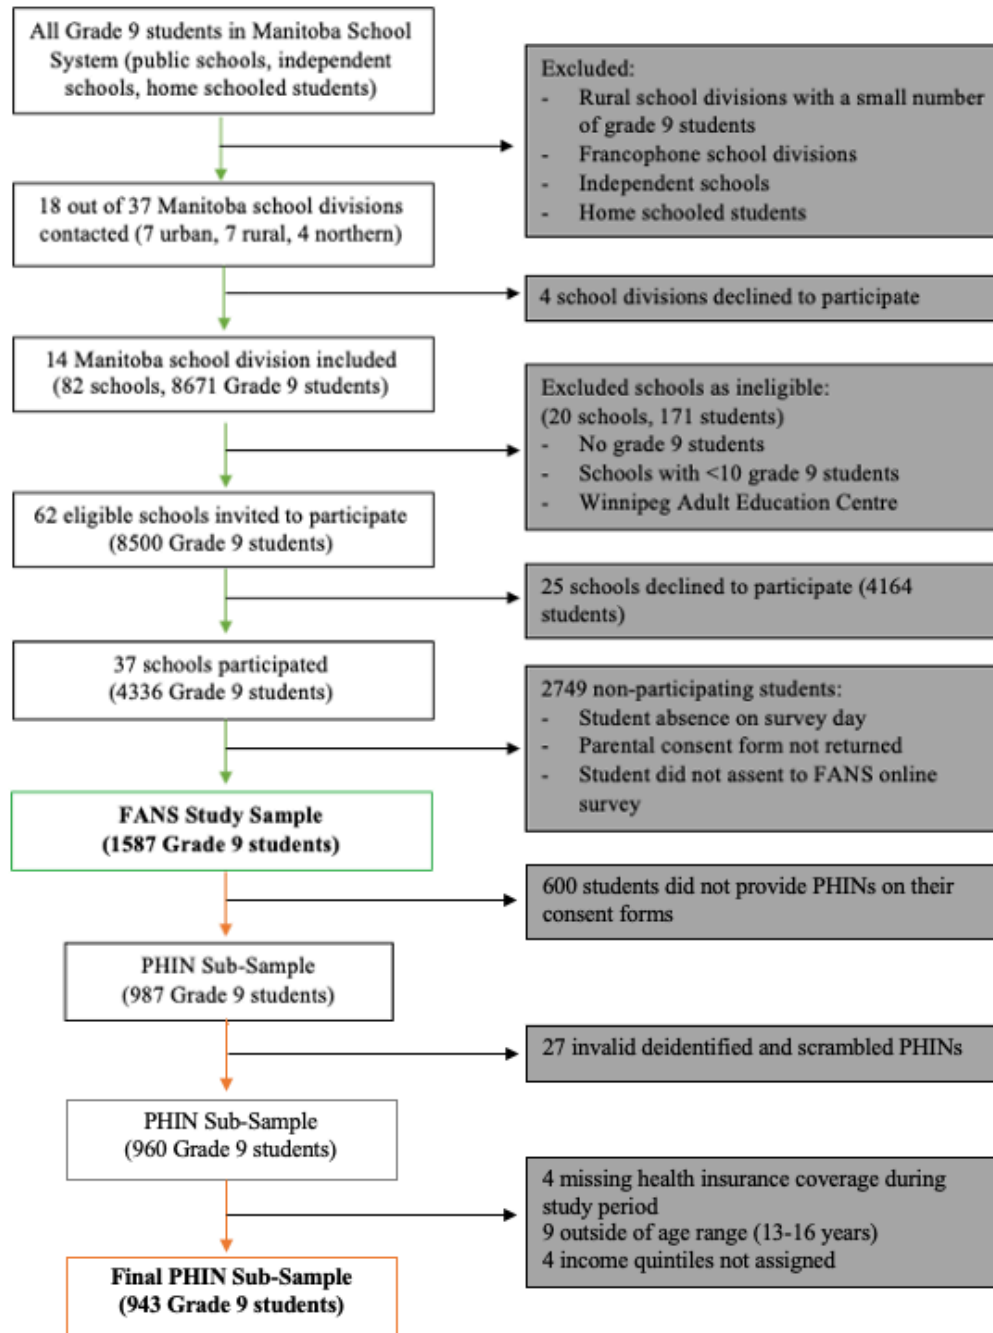 All Grade 9 students in Manitoba School
System (public schools, independent
schools, home schooled students)
Excluded:
- Rural school divisions with a small number
of grade 9 students
- Francophone school divisions
- Independent schools
- Home schooled students
18 out of 37 Manitoba school divisions
contacted (7 urban, 7 rural, 4 northern)
4 school divisions declined to participate
14 Manitoba school division included
(82 schools, 8671 Grade 9 students)
Excluded schools as ineligible:
(20 schools, 171 students)
- No grade 9 students
- Schools with <10 grade 9 students
- Winnipeg Adult Education Centre
62 eligible schools invited to participate
(8500 Grade 9 students)
25 schools declined to participate (4164
students)
37 schools participated
(4336 Grade 9 students)
2749 non-participating students:
- Student absence on survey day
- Parental consent form not returned
- Student did not assent to FANS online
survey
FANS Study Sample
(1587 Grade 9 students)
600 students did not provide PHINs on their
consent forms
PHIN Sub-Sample
(987 Grade 9 students)
27 invalid deidentified and scrambled PHINs
PHIN Sub-Sample
(960 Grade 9 students)
4 missing health insurance coverage during
study period
9 outside of age range (13-16 years)
4 income quintiles not assigned
Final PHIN Sub-Sample
(943 Grade 9 students)